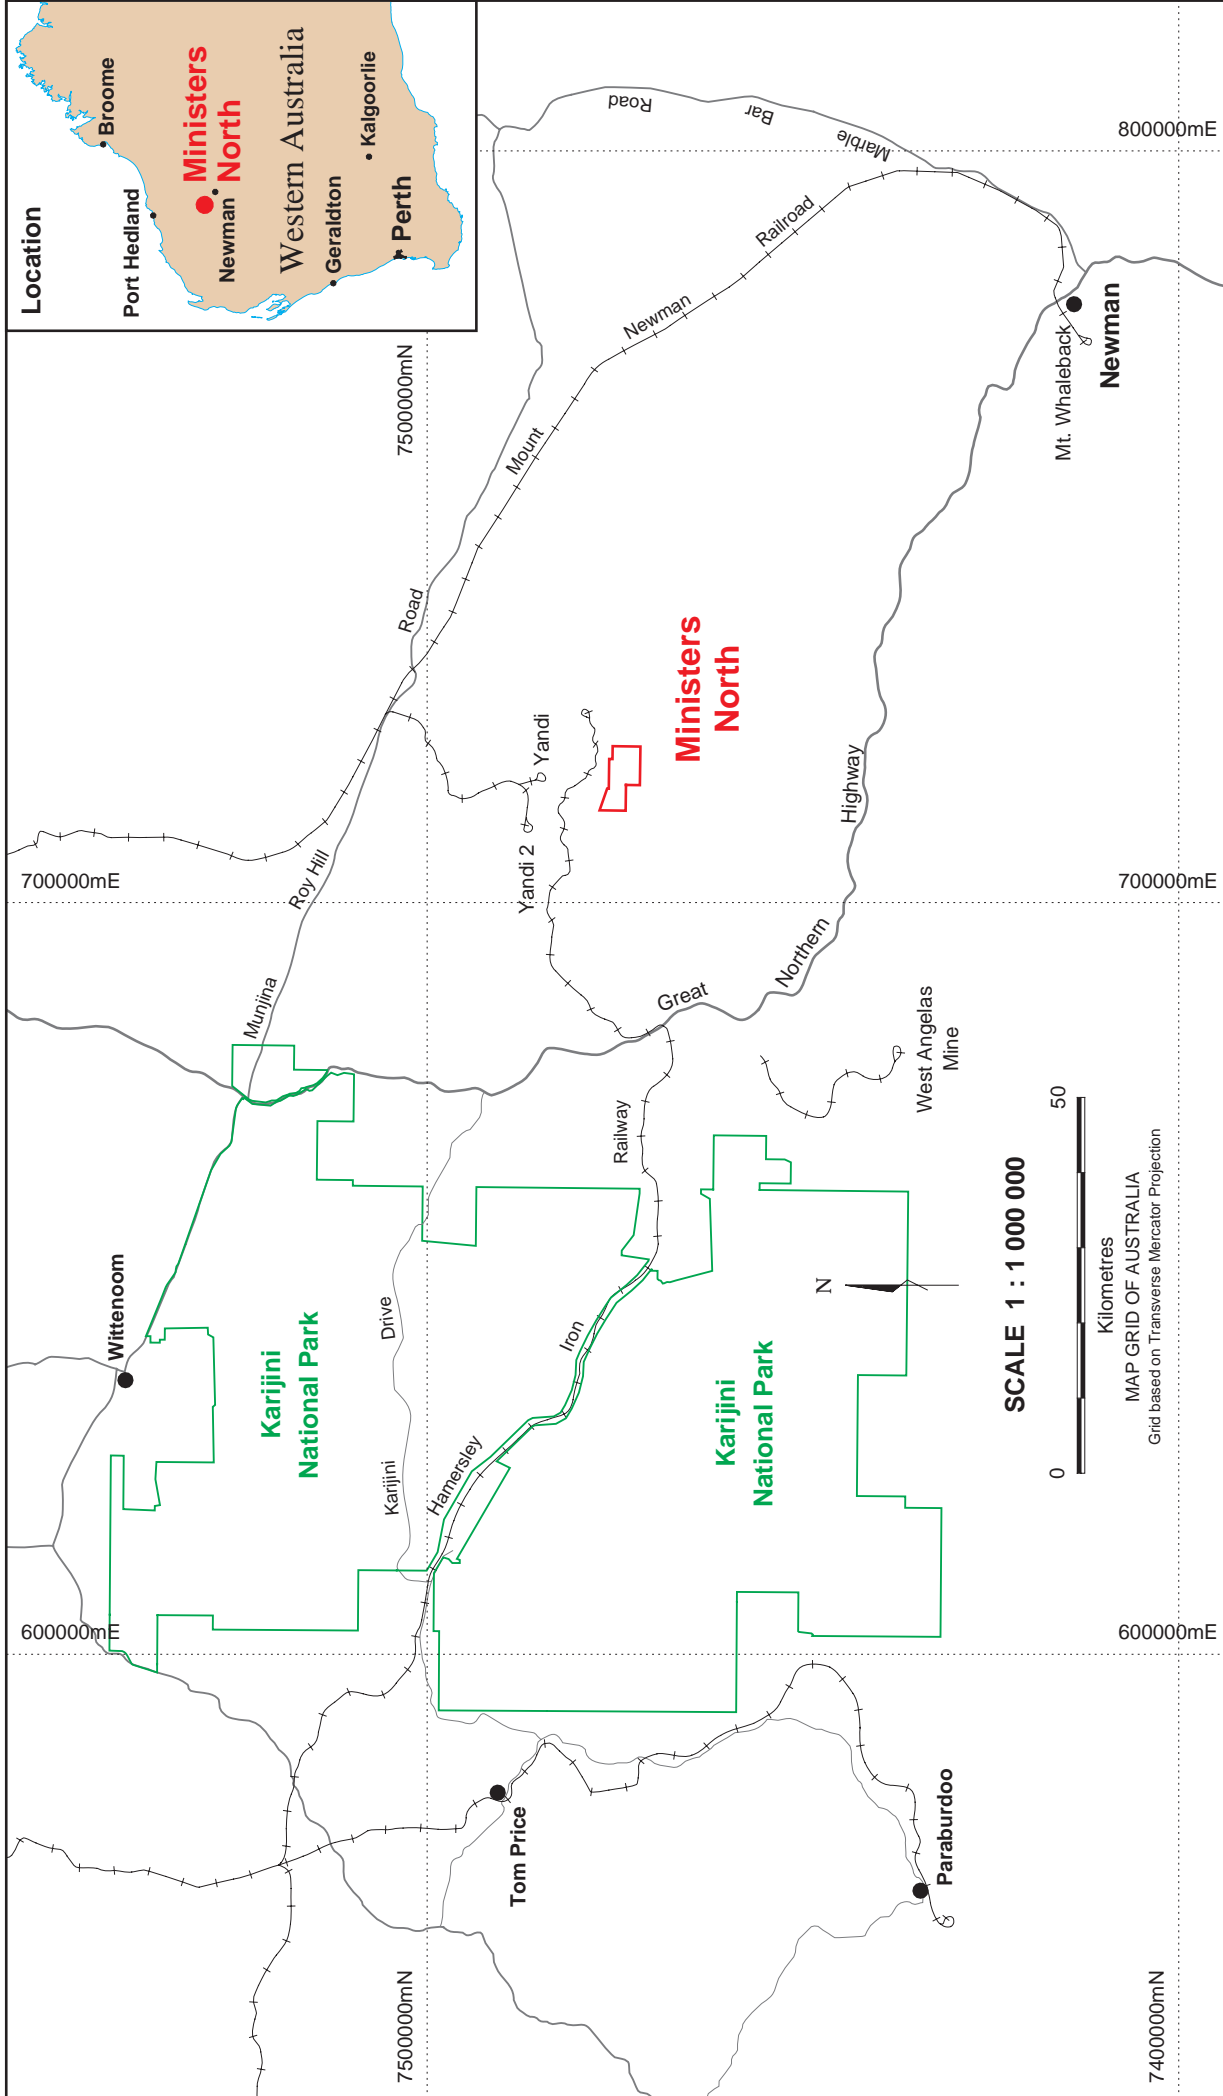 Location
Broome
Port Hedland
Ministers
North
Newman
Western Australia
Geraldton
Kalgoorlie
Perth
700000mE
800000mE
600000mE
7500000mN
Wittenoom
Munjina
Roy Hill
Road
Karijini
National Park
Karijini
Drive
Hamersley
Iron
Railway
Great
Northern
Highway
Yandi 2
Yandi
Mount
Newman
Railroad
Marble
Bar
Road
Ministers
North
Tom Price
Karijini
National Park
West Angelas
Mine
Mt. Whaleback
Newman
Paraburdoo
N
SCALE 1 : 1 000 000
0
50
Kilometres
MAP GRID OF AUSTRALIA
Grid based on Transverse Mercator Projection
7500000mN
7400000mN
600000mE
700000mE